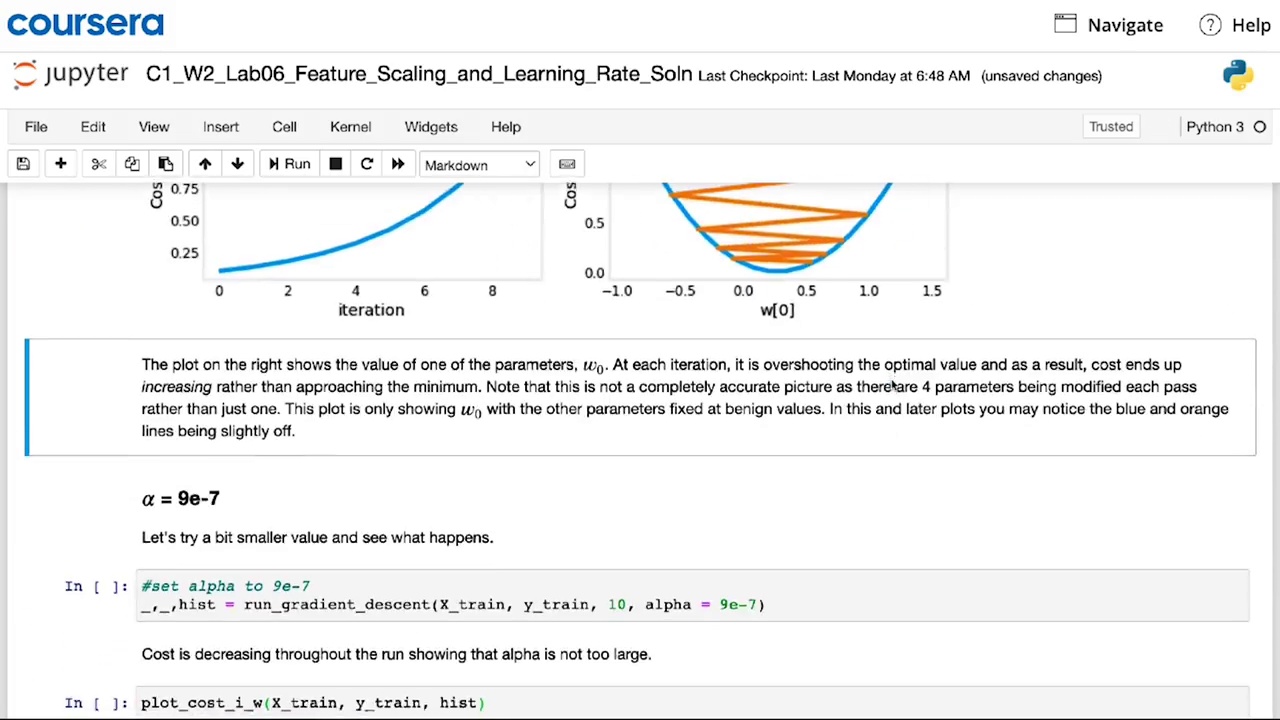 coursera
Navigate
Help
jupyter C1_W2_Lab06_Feature_Scaling_and_Learning_Rate_Soln Last Checkpoint: Last Monday at 6:48 AM (unsaved changes)
File Edit View Insert Cell Kernel Widgets Help
Trusted
Python 3
Run
Markdown
Cos
0.75
0.50
0.25
0 2 4 6 8
iteration
Cos
0.5
0.0
−1.0 −0.5 0.0 0.5 1.0 1.5
w[0]
The plot on the right shows the value of one of the parameters, w₀. At each iteration, it is overshooting the optimal value and as a result, cost ends up
increasing rather than approaching the minimum. Note that this is not a completely accurate picture as there are 4 parameters being modified each pass
rather than just one. This plot is only showing w₀ with the other parameters fixed at benign values. In this and later plots you may notice the blue and orange
lines being slightly off.
α = 9e-7
Let's try a bit smaller value and see what happens.
In [ ]: #set alpha to 9e-7
_,_,hist = run_gradient_descent(X_train, y_train, 10, alpha = 9e-7)
Cost is decreasing throughout the run showing that alpha is not too large.
In [ ]: plot_cost_i_w(X_train, y_train, hist)